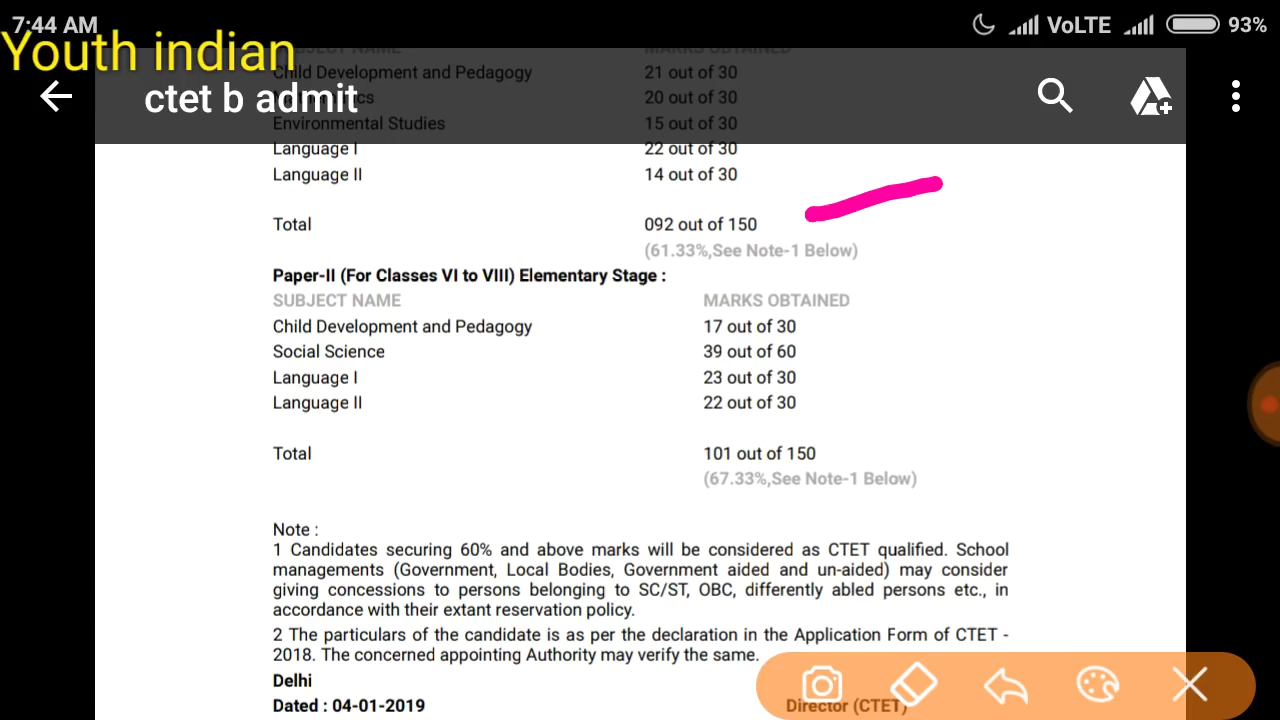 7:44 AM
VoLTE
93%
Youth indian
ctet b admit
SUBJECT NAME MARKS OBTAINED
Child Development and Pedagogy 21 out of 30
20 out of 30
Environmental Studies 15 out of 30
Language I 22 out of 30
Language II 14 out of 30
Total 092 out of 150
(61.33%,See Note-1 Below)
Paper-II (For Classes VI to VIII) Elementary Stage :
SUBJECT NAME MARKS OBTAINED
Child Development and Pedagogy 17 out of 30
Social Science 39 out of 60
Language I 23 out of 30
Language II 22 out of 30
Total 101 out of 150
(67.33%,See Note-1 Below)
Note :
1 Candidates securing 60% and above marks will be considered as CTET qualified. School
managements (Government, Local Bodies, Government aided and un-aided) may consider
giving concessions to persons belonging to SC/ST, OBC, differently abled persons etc., in
accordance with their extant reservation policy.
2 The particulars of the candidate is as per the declaration in the Application Form of CTET -
2018. The concerned appointing Authority may verify the same.
Delhi
Dated : 04-01-2019 Director (CTET)